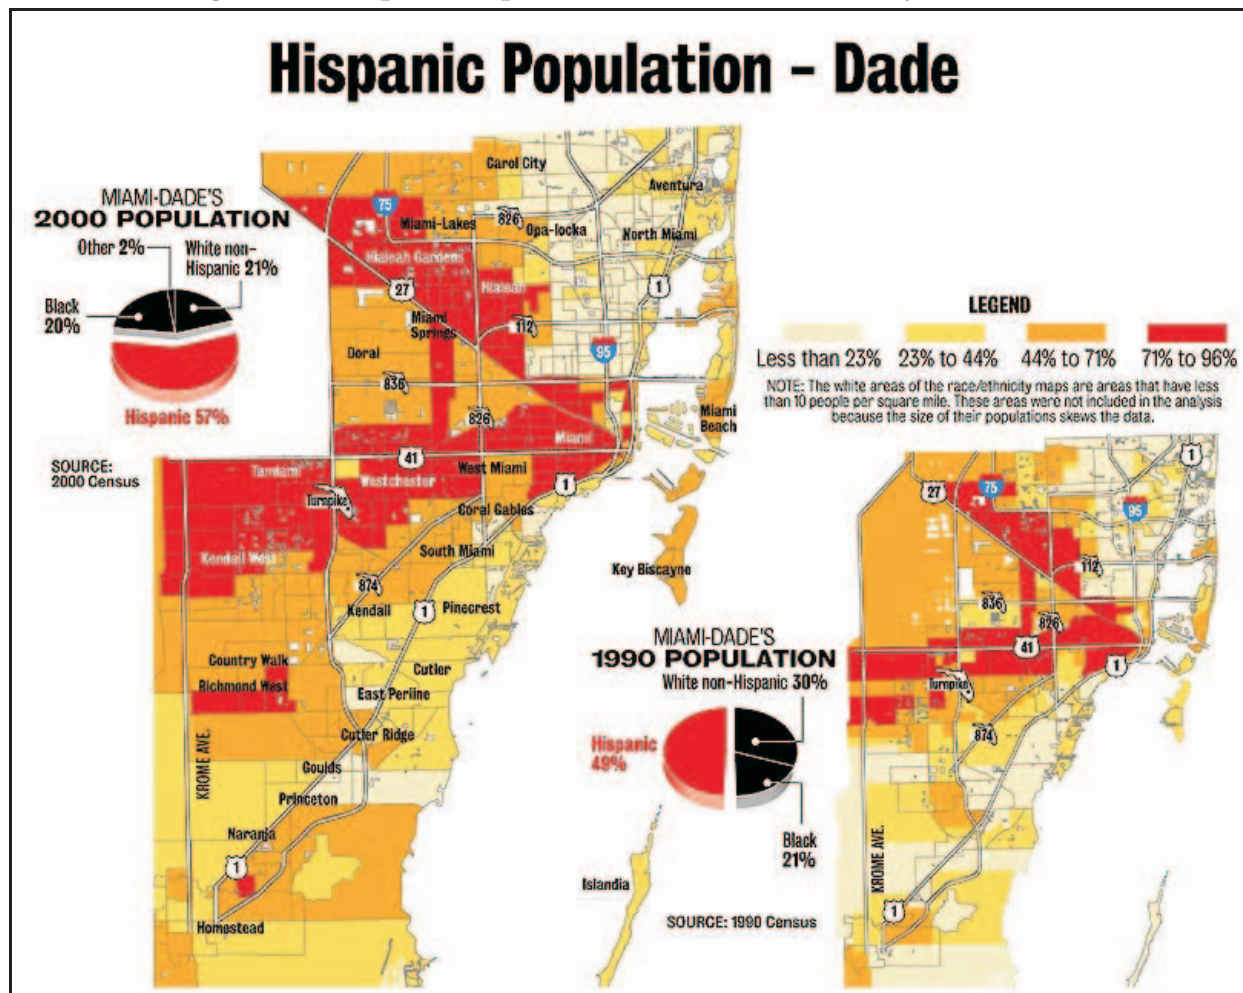 Hispanic Population – Dade
MIAMI-DADE'S
2000 POPULATION
Other 2%
White non-
Hispanic 21%
Black
20%
Hispanic 57%
SOURCE:
2000 Census
Carol City
Aventura
75
Miami-Lakes
826
Opa-locka
North Miami
Hialeah Gardens
27
Hialeah
1
Miami
Springs
112
Doral
95
836
826
Miami
Beach
Miami
41
West Miami
Tamiami
Westchester
Turnpike
1
Coral Gables
South Miami
Kendall West
Key Biscayne
874
Kendall
1
Pinecrest
Country Walk
Cutler
Richmond West
East Perrine
Cutler Ridge
KROME AVE.
Goulds
Princeton
Naranja
1
Homestead
Islandia
LEGEND
Less than 23%
23% to 44%
44% to 71%
71% to 96%
NOTE: The white areas of the race/ethnicity maps are areas that have less
than 10 people per square mile. These areas were not included in the analysis
because the size of their populations skews the data.
1
27
75
95
112
836
826
41
1
Turnpike
874
KROME AVE.
1
MIAMI-DADE'S
1990 POPULATION
White non-Hispanic 30%
Hispanic
49%
Black
21%
SOURCE: 1990 Census